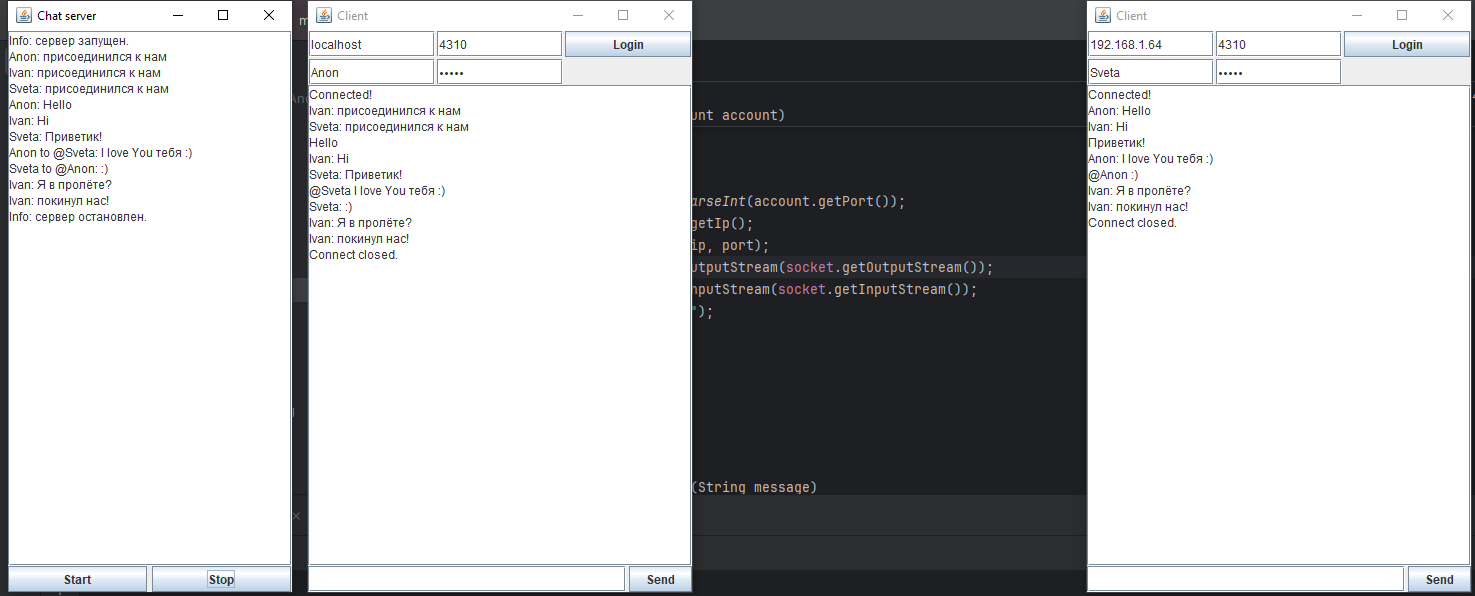 Chat server
Info: сервер запущен.
Anon: присоединился к нам
Ivan: присоединился к нам
Sveta: присоединился к нам
Anon: Hello
Ivan: Hi
Sveta: Приветик!
Anon to @Sveta: I love You тебя :)
Sveta to @Anon: :)
Ivan: Я в пролёте?
Ivan: покинул нас!
Info: сервер остановлен.
Start Stop
Client
localhost 4310 Login
Anon •••••
Connected!
Ivan: присоединился к нам
Sveta: присоединился к нам
Hello
Ivan: Hi
Sveta: Приветик!
@Sveta I love You тебя :)
Sveta: :)
Ivan: Я в пролёте?
Ivan: покинул нас!
Connect closed.
Send
account)
(account.getPort());
getIp();
port);
(socket.getOutputStream());
(socket.getInputStream());
");
(String message)
Client
192.168.1.64 4310 Login
Sveta •••••
Connected!
Anon: Hello
Ivan: Hi
Приветик!
Anon: I love You тебя :)
@Anon :)
Ivan: Я в пролёте?
Ivan: покинул нас!
Connect closed.
Send